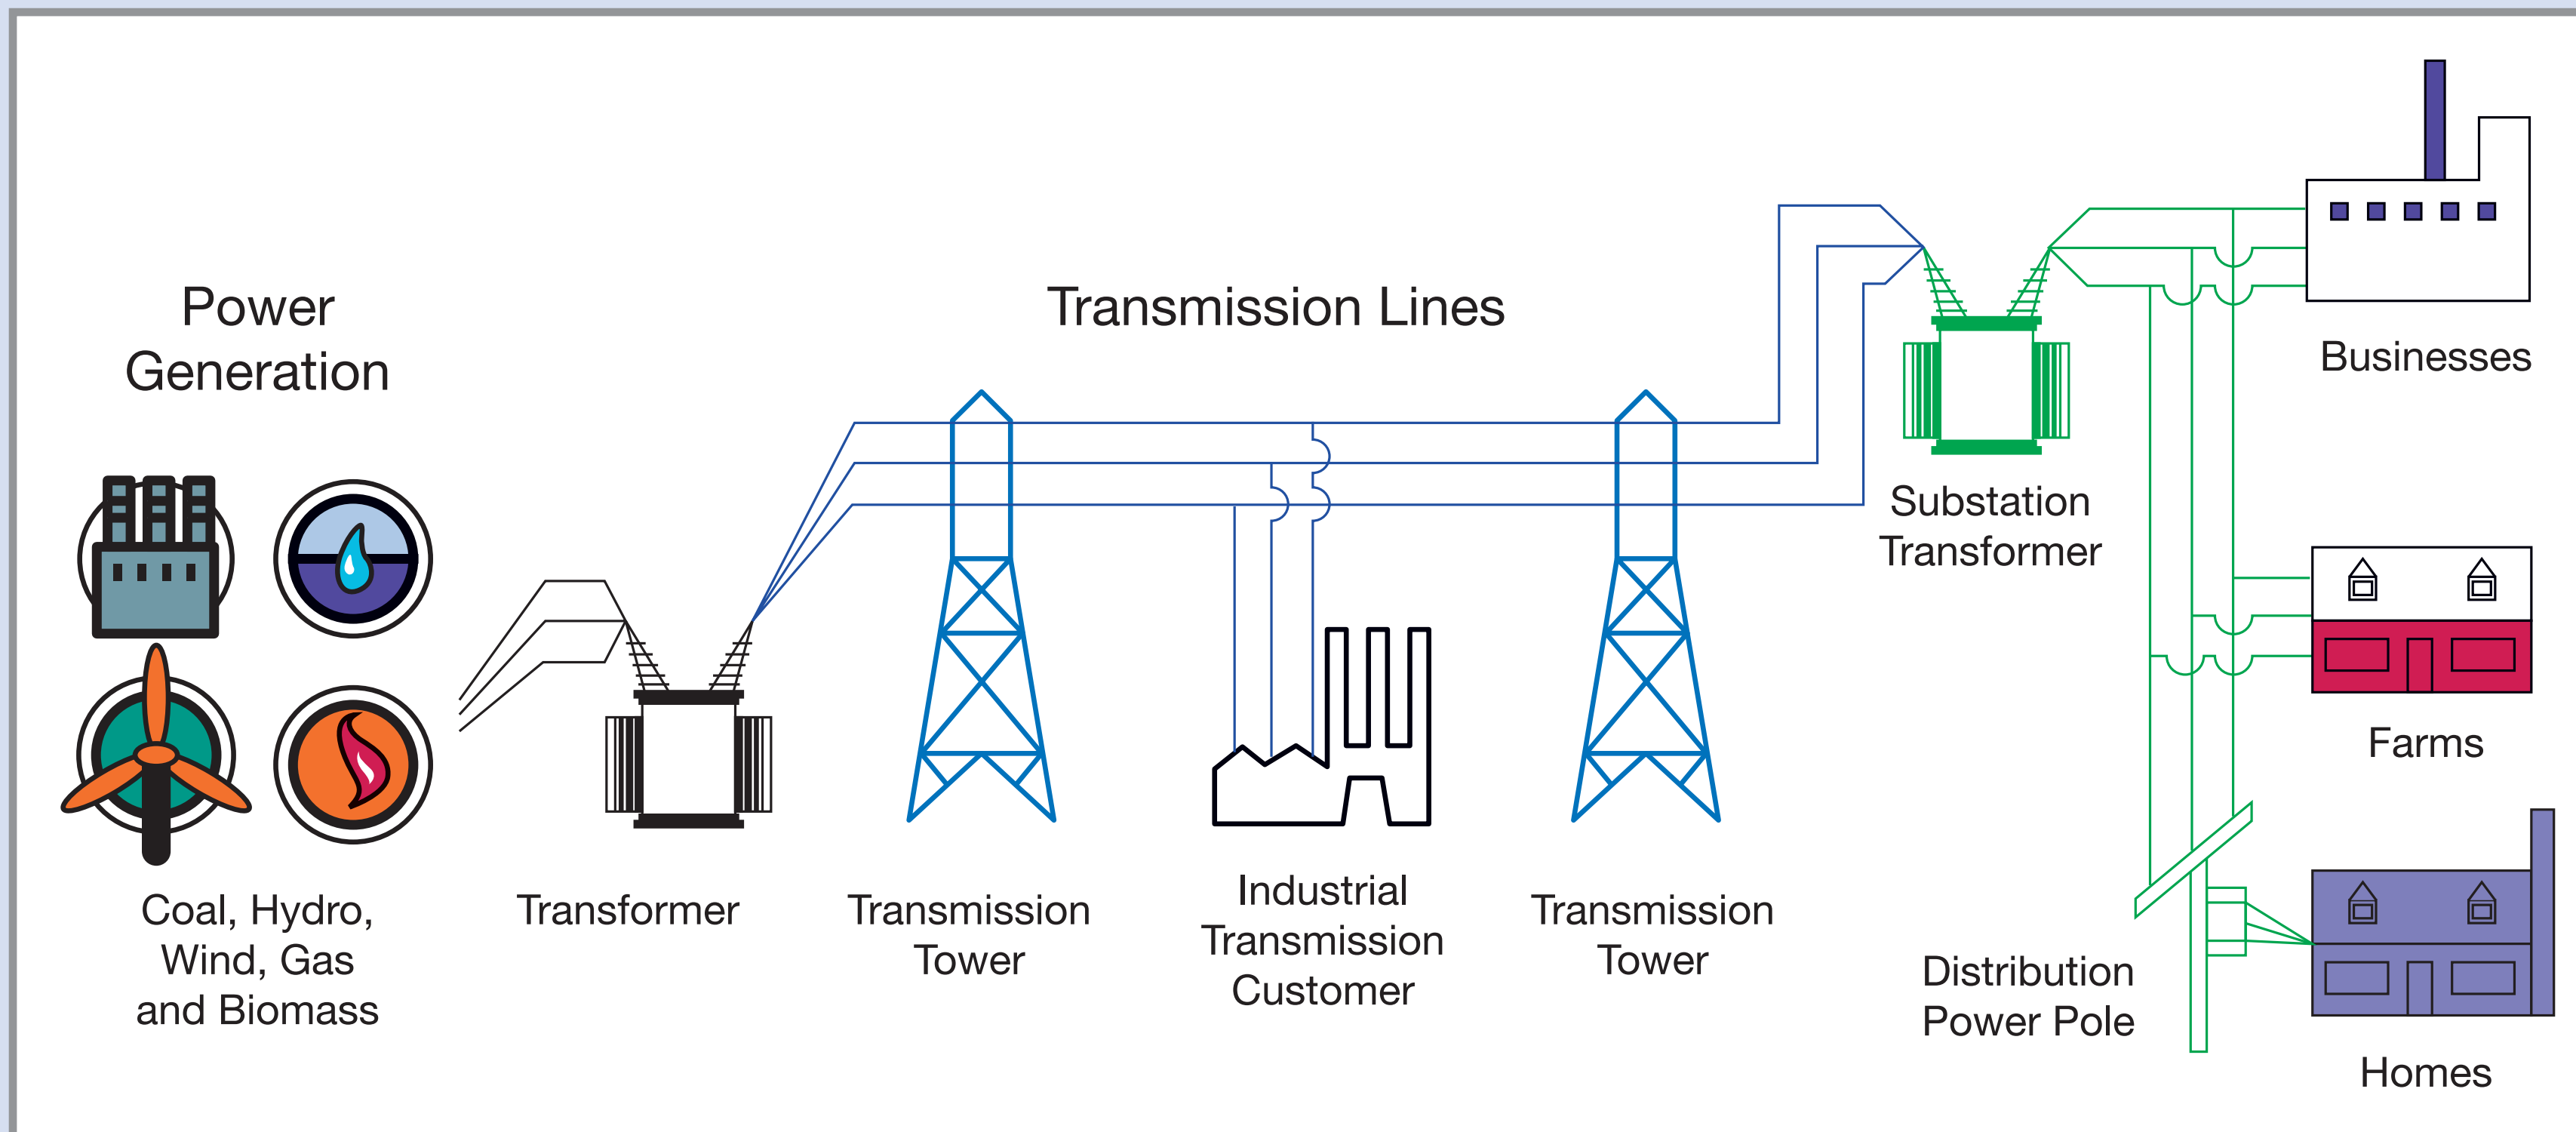 Power
Generation
Coal, Hydro,
Wind, Gas
and Biomass
Transformer
Transmission Lines
Transmission
Tower
Industrial
Transmission
Customer
Transmission
Tower
Substation
Transformer
Distribution
Power Pole
Businesses
Farms
Homes